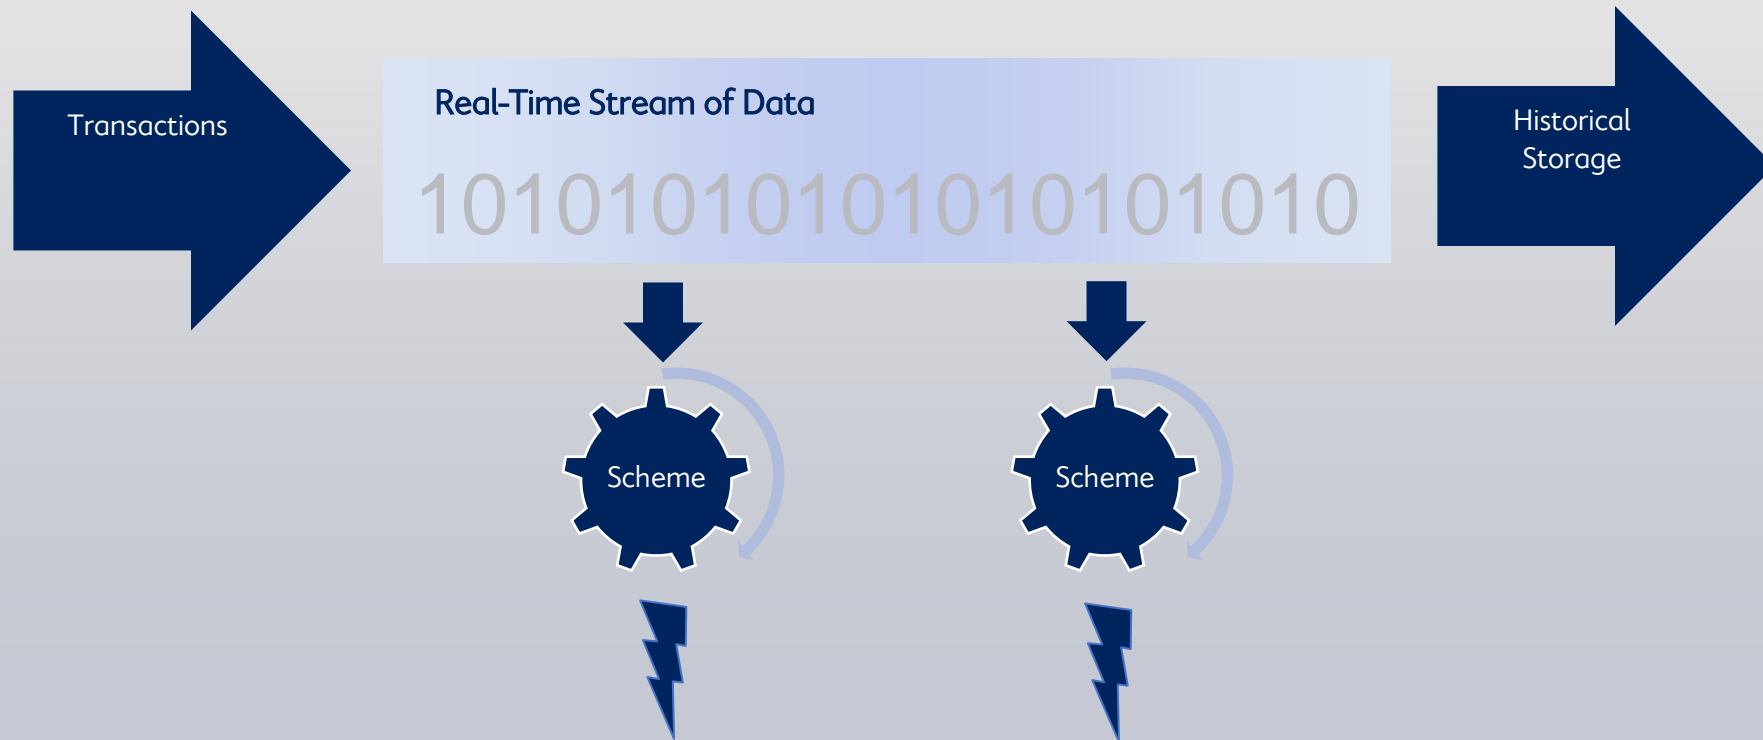 Transactions
Real-Time Stream of Data
Historical
Storage
10101010101010101010
Scheme
Scheme